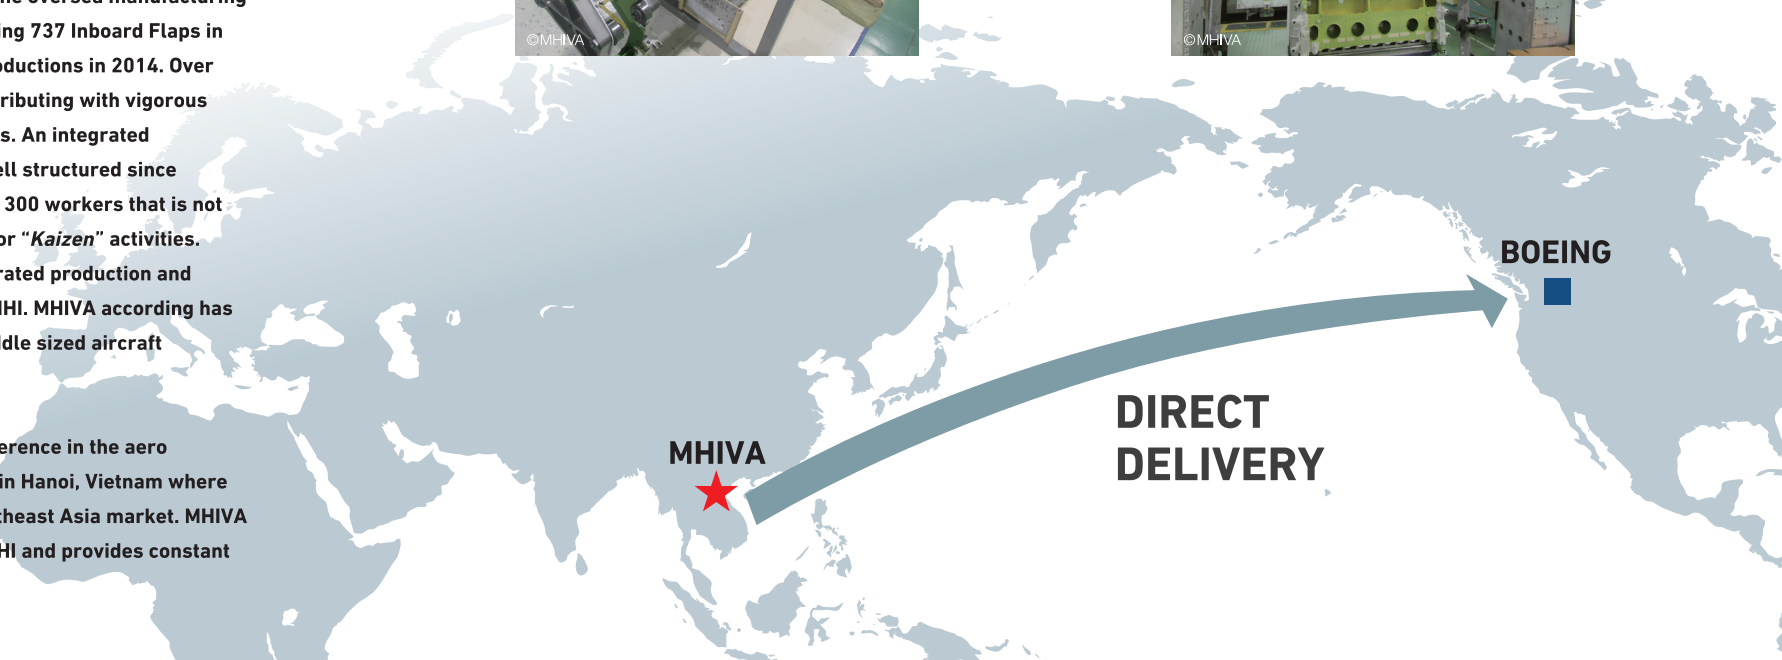 ing 737 Inboard Flaps in
oductions in 2014. Over
ributing with vigorous
s. An integrated
ell structured since
300 workers that is not
or “Kaizen” activities.
rated production and
MHI. MHIVA according has
ddle sized aircraft
erence in the aero
in Hanoi, Vietnam where
theast Asia market. MHIVA
HI and provides constant
©MHIVA
©MHIVA
BOEING
DIRECT
DELIVERY
MHIVA